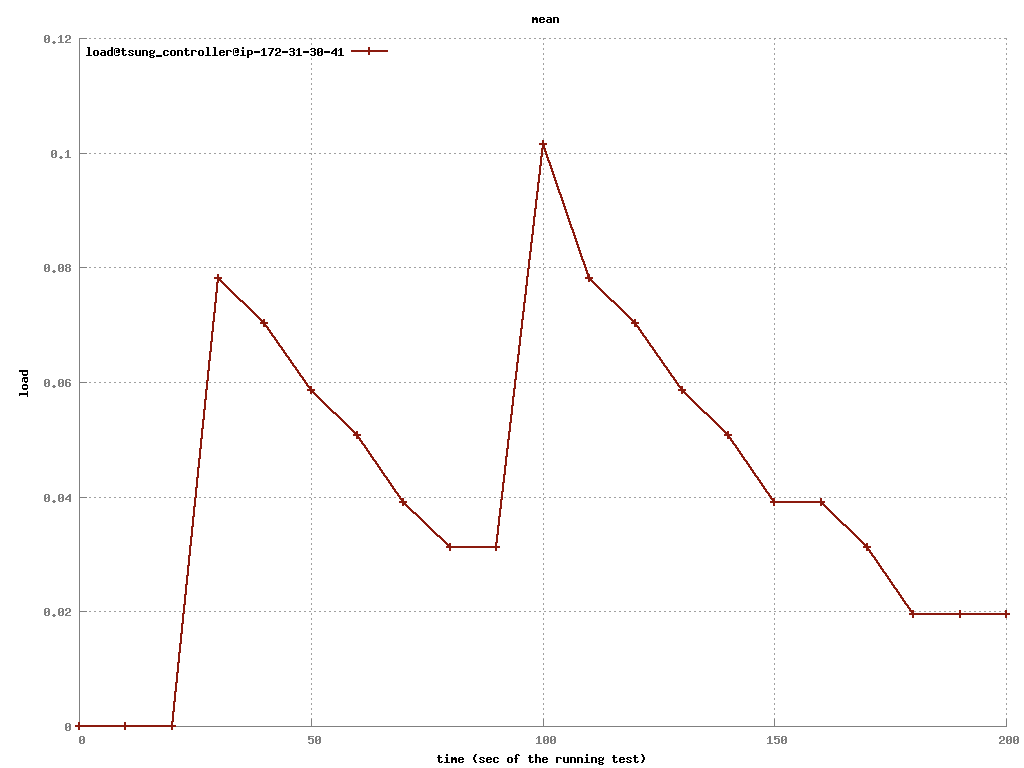 mean
0.12
load@tsung_controller@ip-172-31-30-41
0.1
0.08
0.06
load
0.04
0.02
0
0 50 100 150 200
time (sec of the running test)